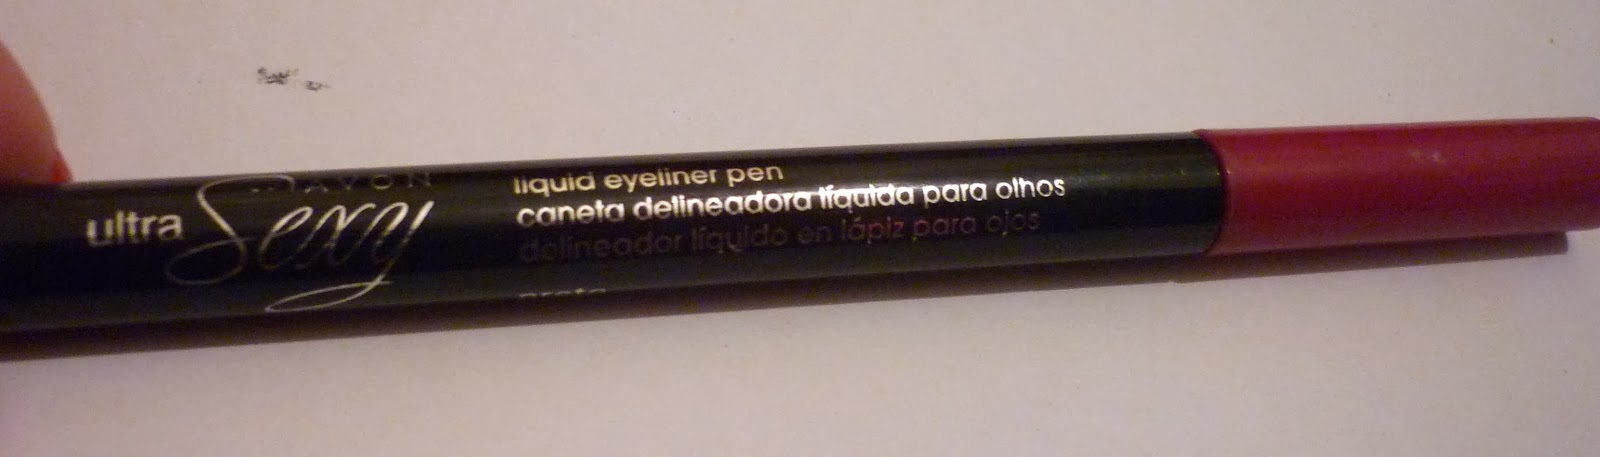 AVON
ultra Sexy
liquid eyeliner pen
caneta delineadora líquida para olhos
delineador líquido en lápiz para ojos